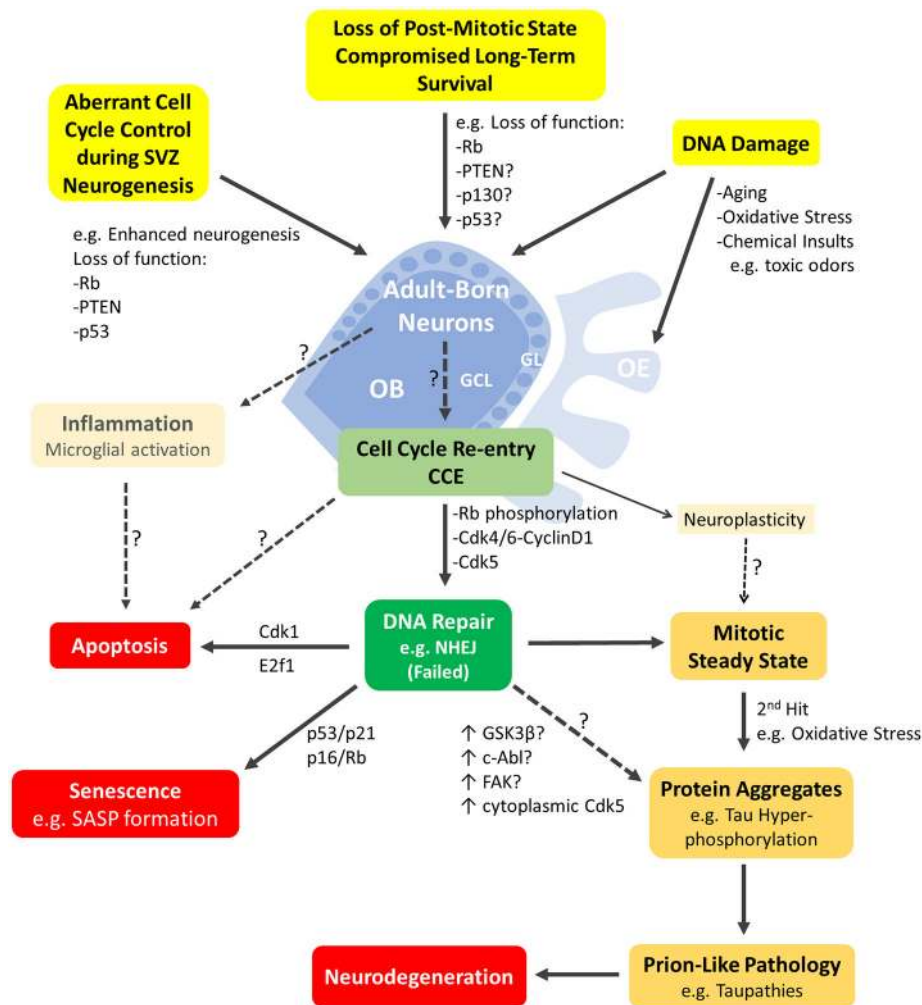 Loss of Post-Mitotic State
Compromised Long-Term
Survival
Aberrant Cell
Cycle Control
during SVZ
Neurogenesis
e.g. Loss of function:
-Rb
-PTEN?
-p130?
-p53?
DNA Damage
-Aging
-Oxidative Stress
-Chemical Insults
e.g. toxic odors
e.g. Enhanced neurogenesis
Loss of function:
-Rb
-PTEN
-p53
Adult-Born
Neurons
?
?
OB
GCL
GL
OE
Inflammation
Microglial activation
Cell Cycle Re-entry
CCE
?
?
-Rb phosphorylation
-Cdk4/6-CyclinD1
-Cdk5
Neuroplasticity
?
Apoptosis
Cdk1
E2f1
DNA Repair
e.g. NHEJ
(Failed)
Mitotic
Steady State
p53/p21
p16/Rb
?
↑ GSK3β?
↑ c-Abl?
↑ FAK?
↑ cytoplasmic Cdk5
2nd Hit
e.g. Oxidative Stress
Senescence
e.g. SASP formation
Protein Aggregates
e.g. Tau Hyper-
phosphorylation
Neurodegeneration
Prion-Like Pathology
e.g. Taupathies